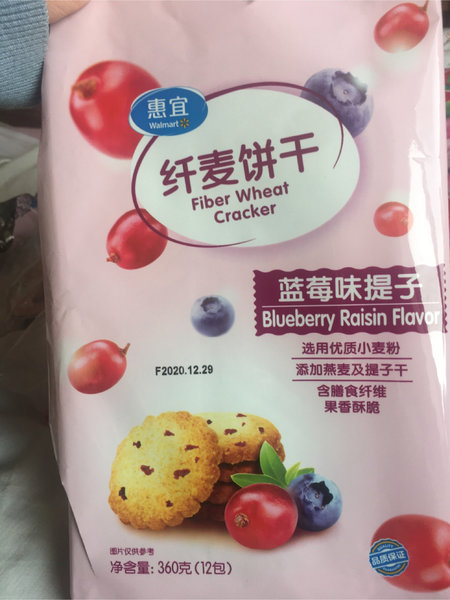 惠宜
Walmart
纤麦饼干
Fiber Wheat
Cracker
蓝莓味提子
Blueberry Raisin Flavor
选用优质小麦粉
添加燕麦及提子干
含膳食纤维
果香酥脆
F2020.12.29
图片仅供参考
净含量: 360克(12包)
品质保证